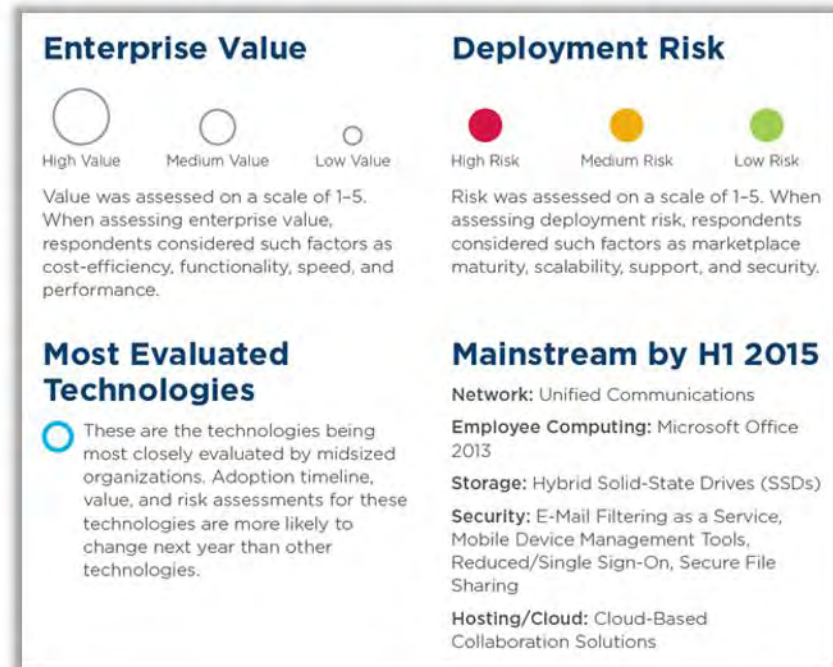 Enterprise Value
High Value
Medium Value
Low Value
Value was assessed on a scale of 1–5.
When assessing enterprise value,
respondents considered such factors as
cost-efficiency, functionality, speed, and
performance.
Deployment Risk
High Risk
Medium Risk
Low Risk
Risk was assessed on a scale of 1–5. When
assessing deployment risk, respondents
considered such factors as marketplace
maturity, scalability, support, and security.
Most Evaluated
Technologies
These are the technologies being
most closely evaluated by midsized
organizations. Adoption timeline,
value, and risk assessments for these
technologies are more likely to
change next year than other
technologies.
Mainstream by H1 2015
Network: Unified Communications
Employee Computing: Microsoft Office
2013
Storage: Hybrid Solid-State Drives (SSDs)
Security: E-Mail Filtering as a Service,
Mobile Device Management Tools,
Reduced/Single Sign-On, Secure File
Sharing
Hosting/Cloud: Cloud-Based
Collaboration Solutions